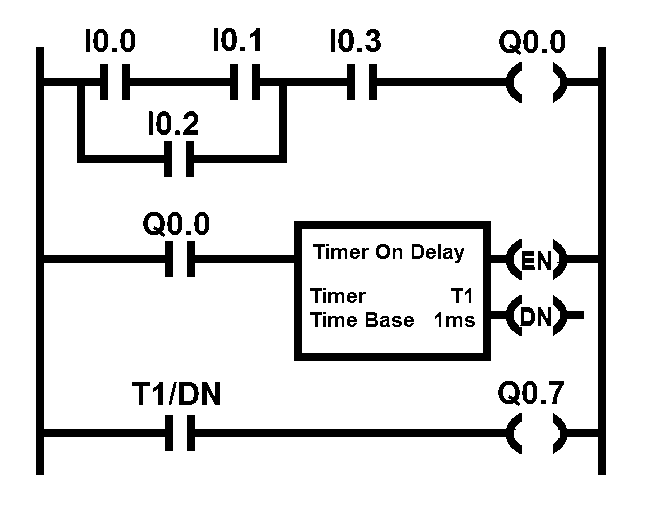 I0.0 I0.1 I0.3 Q0.0
I0.2
Q0.0
Timer On Delay EN
Timer T1
Time Base 1ms DN
T1/DN Q0.7